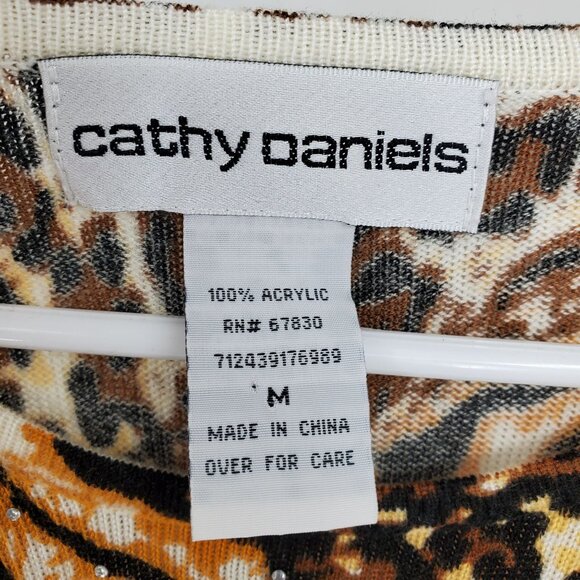 cathy Daniels
100% ACRYLIC
RN# 67830
712439176989
M
MADE IN CHINA
OVER FOR CARE